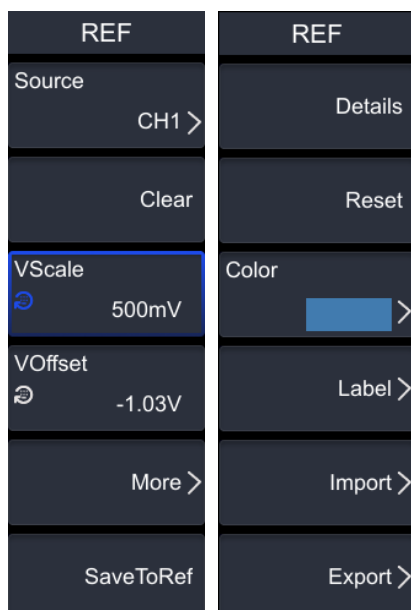 REF
Source
CH1
Clear
VScale
500mV
VOffset
-1.03V
More
SaveToRef
REF
Details
Reset
Color
Label
Import
Export